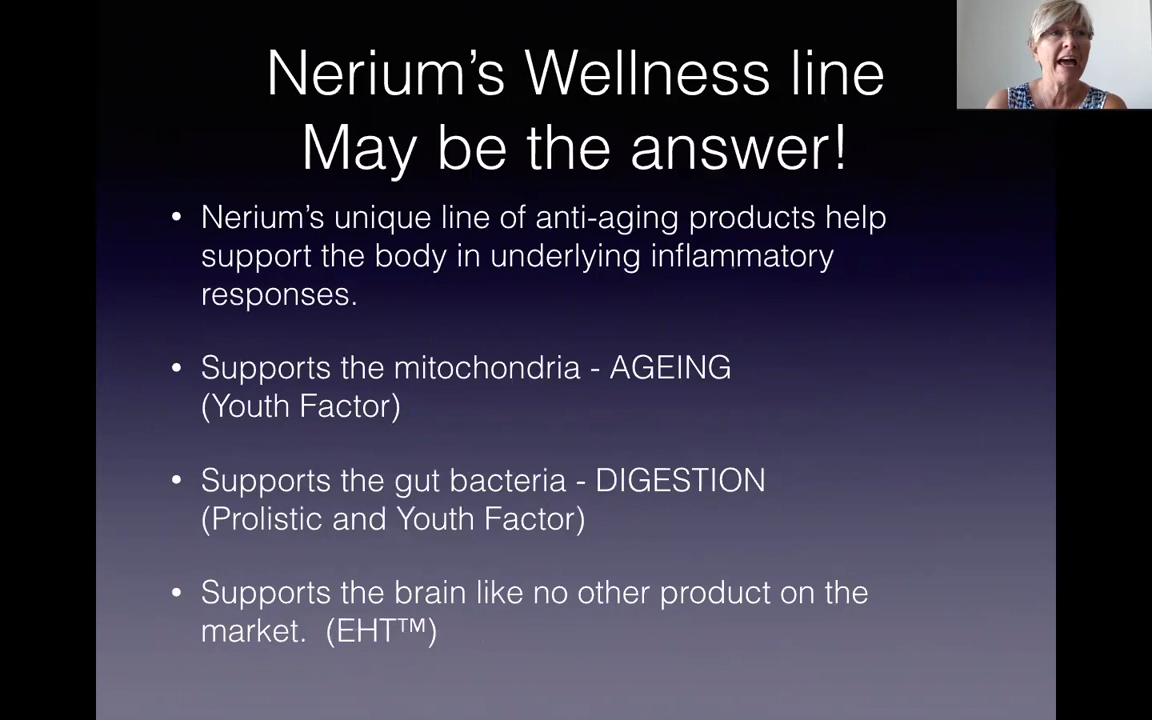 Nerium's Wellness line
May be the answer!
• Nerium's unique line of anti-aging products help
support the body in underlying inflammatory
responses.
• Supports the mitochondria - AGEING
(Youth Factor)
• Supports the gut bacteria - DIGESTION
(Prolistic and Youth Factor)
• Supports the brain like no other product on the
market. (EHT™)